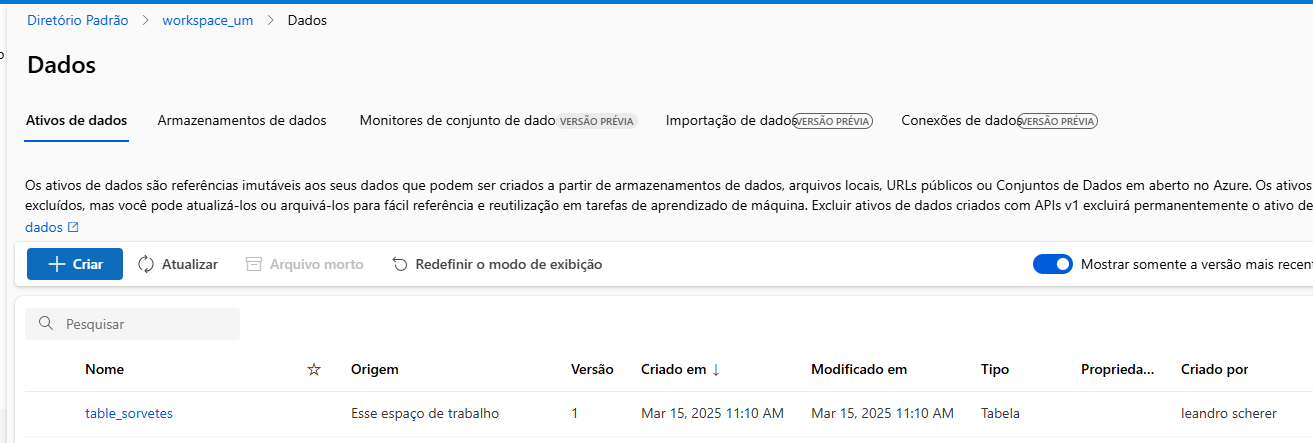 Diretório Padrão > workspace_um > Dados
Dados
Ativos de dados Armazenamentos de dados Monitores de conjunto de dado VERSÃO PRÉVIA Importação de dados VERSÃO PRÉVIA Conexões de dados VERSÃO PRÉVIA
Os ativos de dados são referências imutáveis aos seus dados que podem ser criados a partir de armazenamentos de dados, arquivos locais, URLs públicos ou Conjuntos de Dados em aberto no Azure. Os ativos
excluídos, mas você pode atualizá-los ou arquivá-los para fácil referência e reutilização em tarefas de aprendizado de máquina. Excluir ativos de dados criados com APIs v1 excluirá permanentemente o ativo de
dados
Criar Atualizar Arquivo morto Redefinir o modo de exibição Mostrar somente a versão mais recent
Pesquisar
Nome Origem Versão Criado em ↓ Modificado em Tipo Proprieda... Criado por
table_sorvetes Esse espaço de trabalho 1 Mar 15, 2025 11:10 AM Mar 15, 2025 11:10 AM Tabela leandro scherer